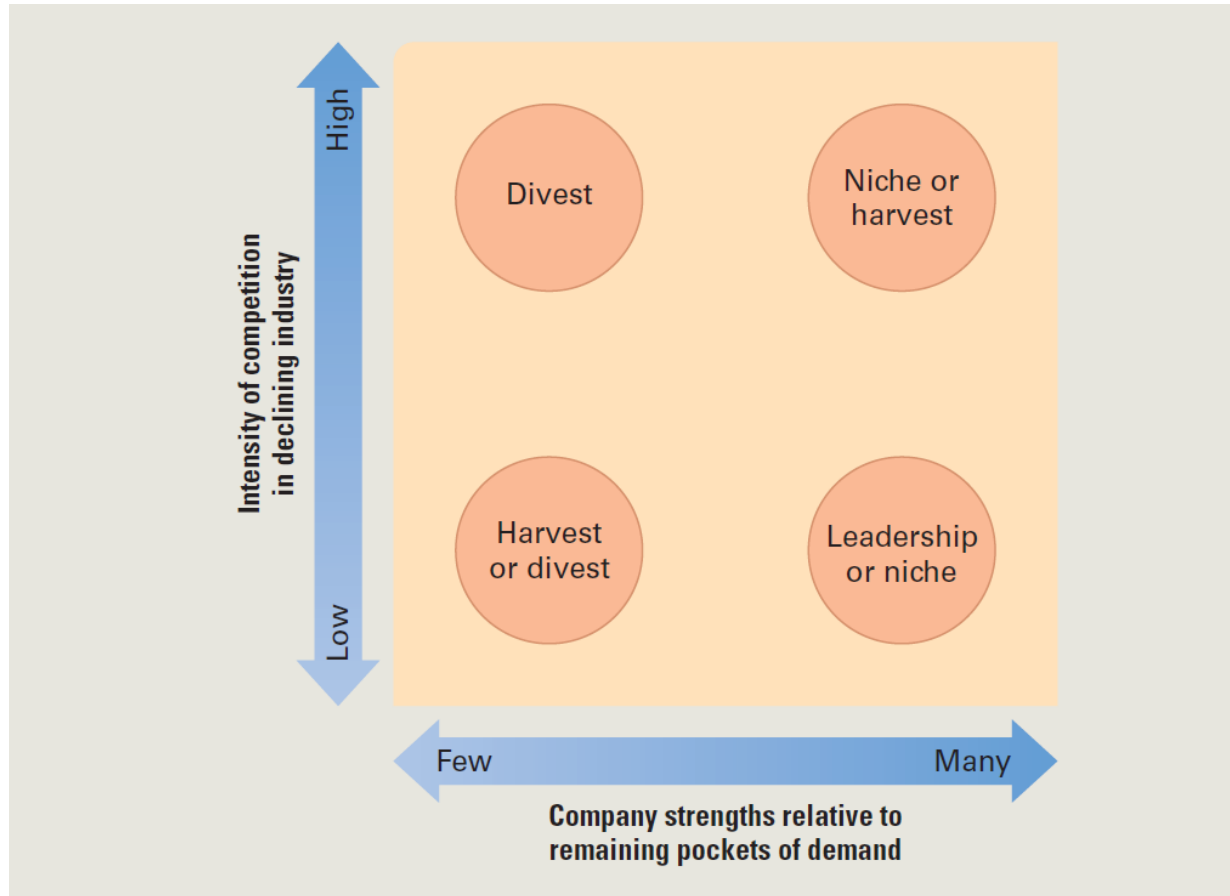 High
Divest
Niche or
harvest
Intensity of competition
in declining industry
Harvest
or divest
Leadership
or niche
Low
Few
Many
Company strengths relative to
remaining pockets of demand